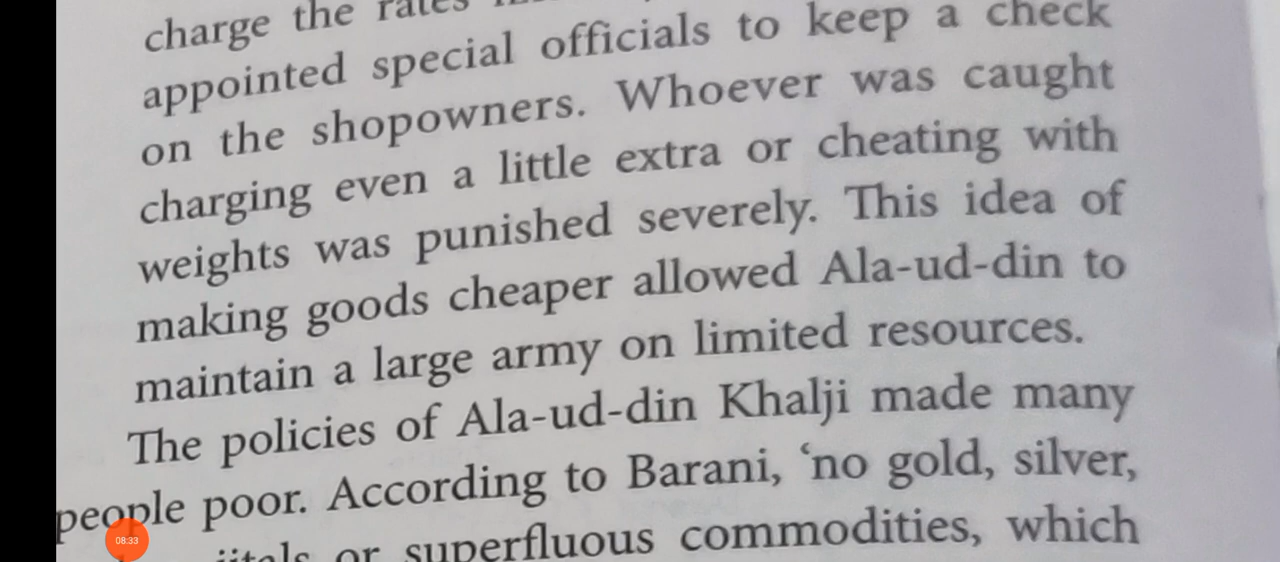 charge the rates
appointed special officials to keep a check
on the shopowners. Whoever was caught
charging even a little extra or cheating with
weights was punished severely. This idea of
making goods cheaper allowed Ala-ud-din to
maintain a large army on limited resources.
The policies of Ala-ud-din Khalji made many
people poor. According to Barani, ‘no gold, silver,
or superfluous commodities, which
08:33